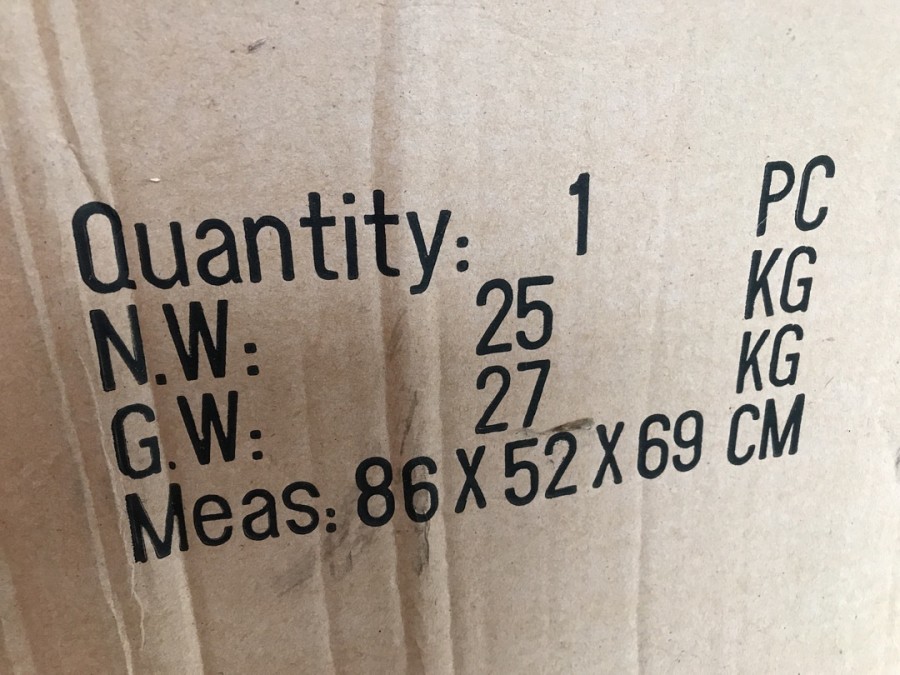 Quantity: 1 PC
N.W: 25 KG
G.W: 27 KG
Meas: 86 X 52 X 69 CM